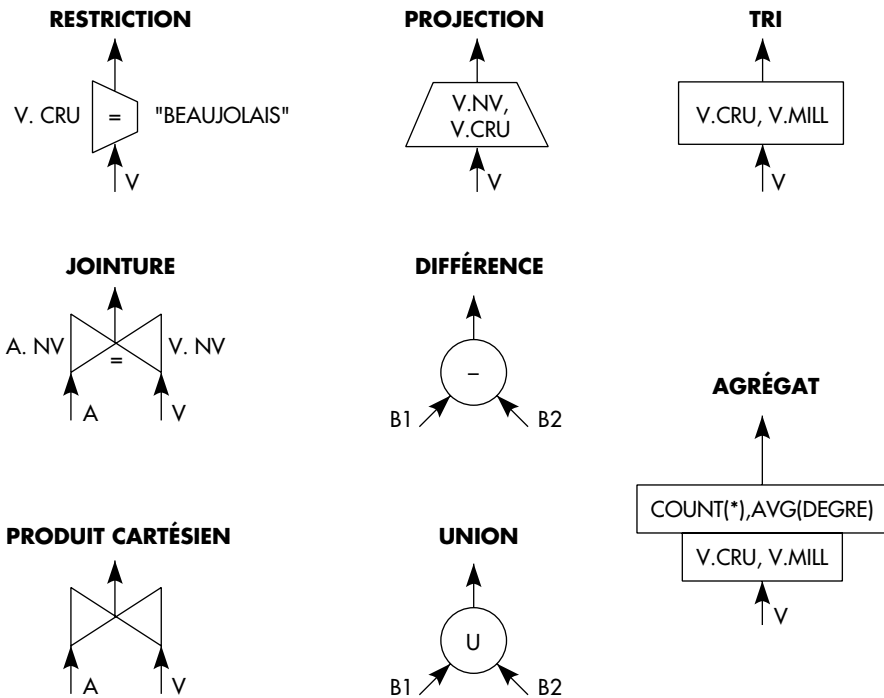 RESTRICTION
V. CRU
=
"BEAUJOLAIS"
V
PROJECTION
V.NV,
V.CRU
V
TRI
V.CRU, V.MILL
V
JOINTURE
A. NV
=
V. NV
A
V
DIFFÉRENCE
–
B1
B2
AGRÉGAT
COUNT(*),AVG(DEGRE)
V.CRU, V.MILL
V
PRODUIT CARTÉSIEN
A
V
UNION
U
B1
B2